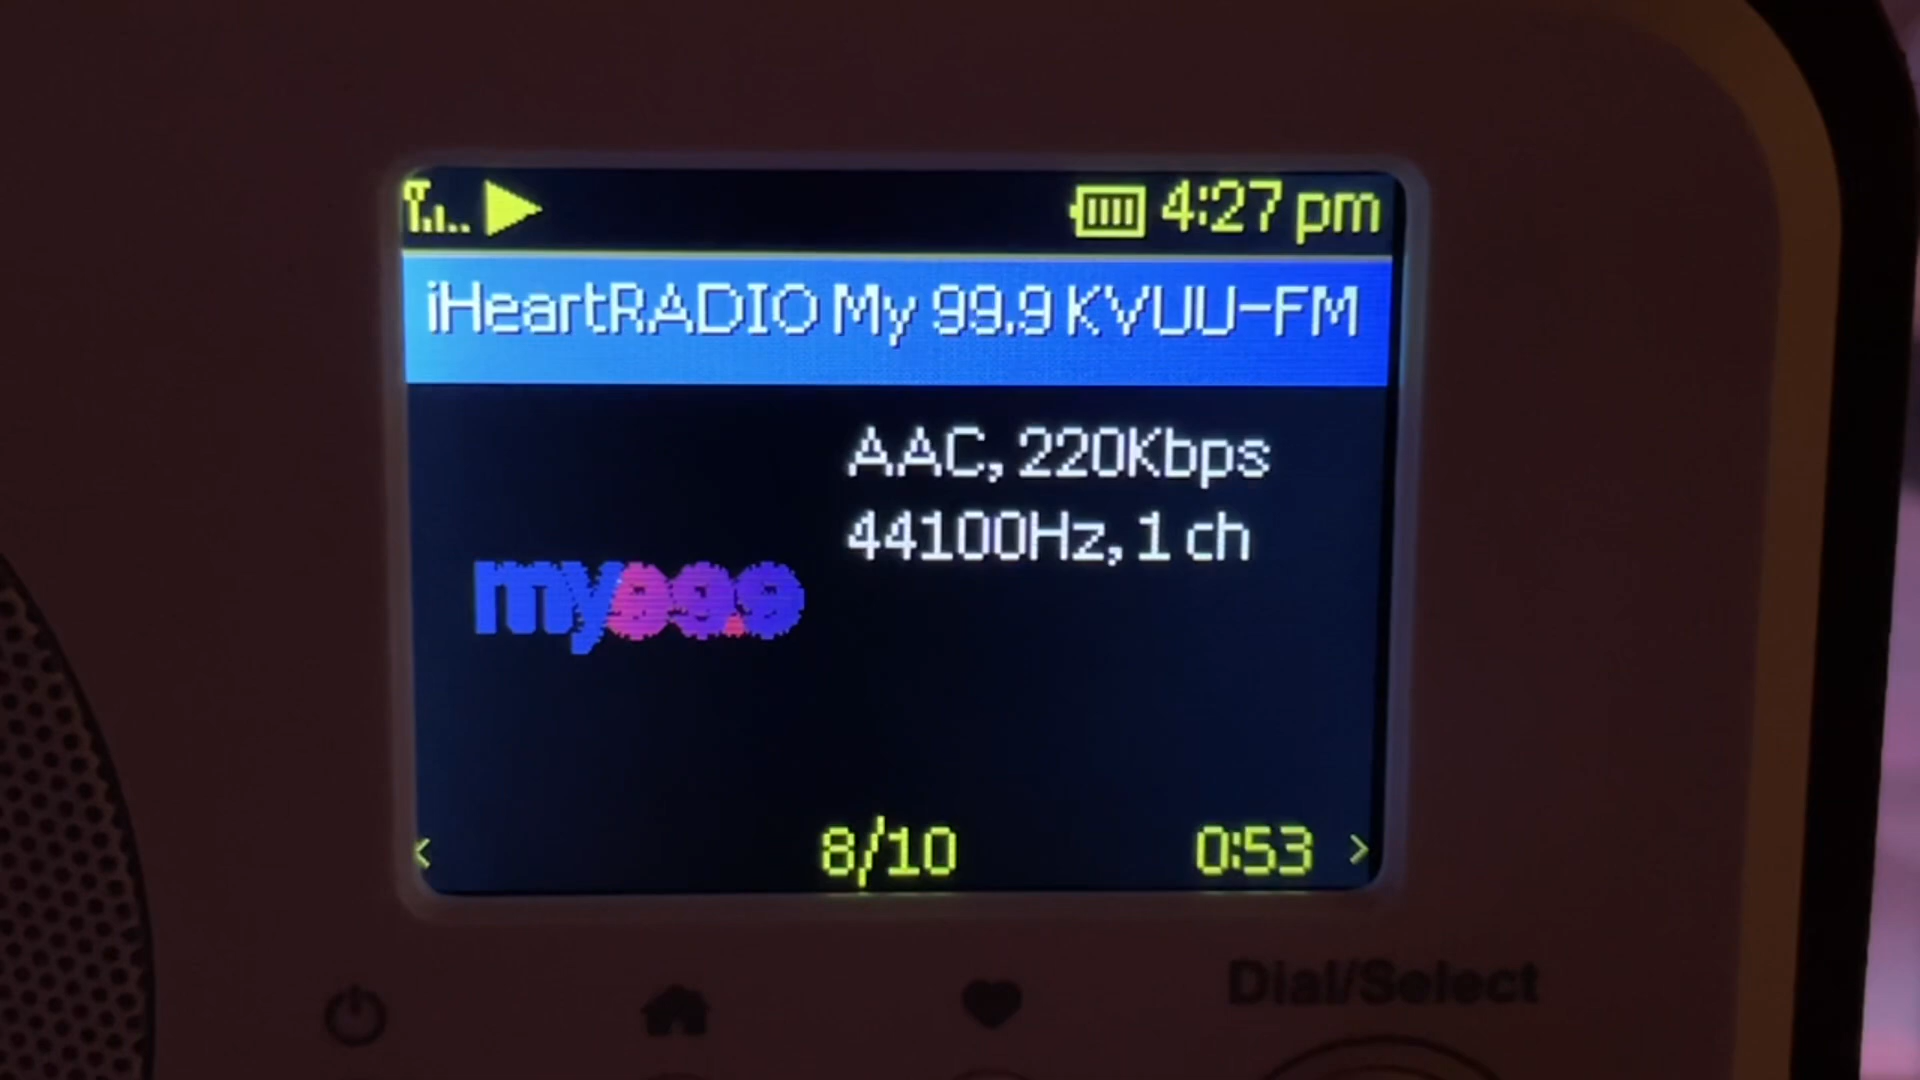 4:27 pm
iHeartRADIO My 99.9 KVUU-FM
AAC, 220Kbps
44100Hz, 1 ch
my99.9
8/10
0:53
Dial/Select